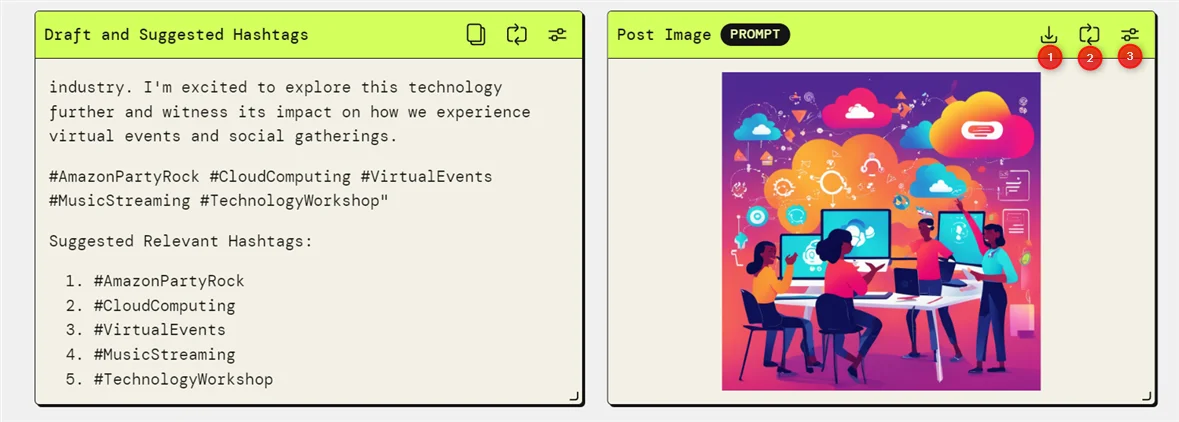 Draft and Suggested Hashtags
industry. I'm excited to explore this technology
further and witness its impact on how we experience
virtual events and social gatherings.
#AmazonPartyRock #CloudComputing #VirtualEvents
#MusicStreaming #TechnologyWorkshop"
Suggested Relevant Hashtags:
1. #AmazonPartyRock
2. #CloudComputing
3. #VirtualEvents
4. #MusicStreaming
5. #TechnologyWorkshop
Post Image PROMPT
1 2 3